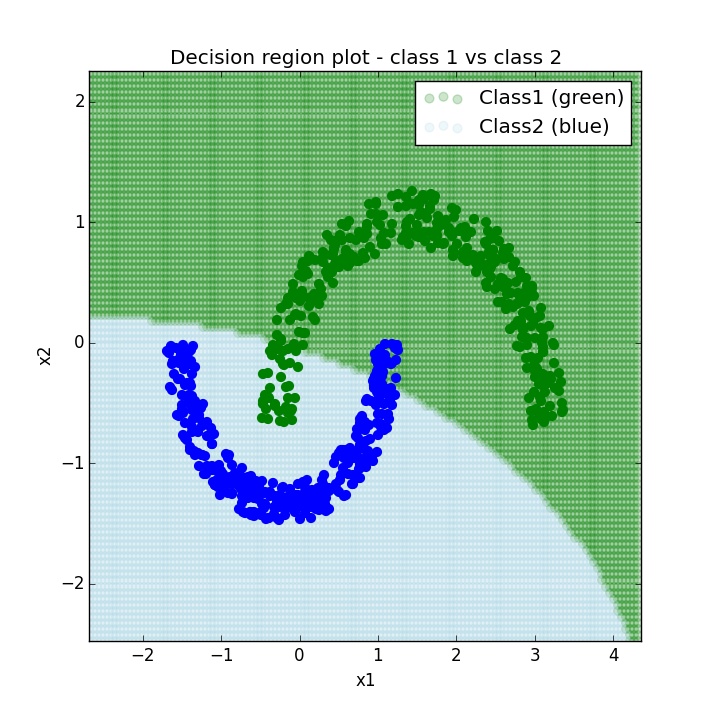 Decision region plot - class 1 vs class 2
Class1 (green)
Class2 (blue)
2
1
0
−1
−2
x2
−2 −1 0 1 2 3 4
x1